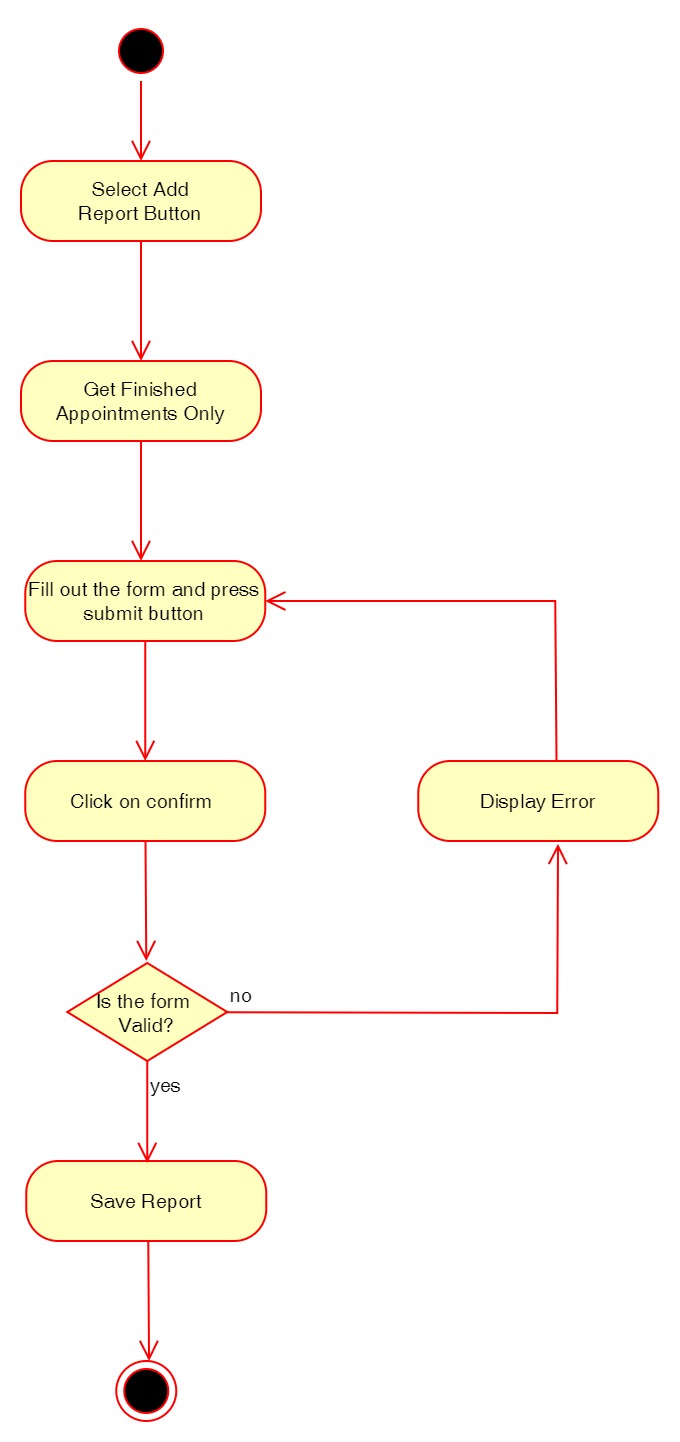 Select Add
Report Button
Get Finished
Appointments Only
Fill out the form and press
submit button
Click on confirm
Display Error
Is the form
Valid?
no
yes
Save Report